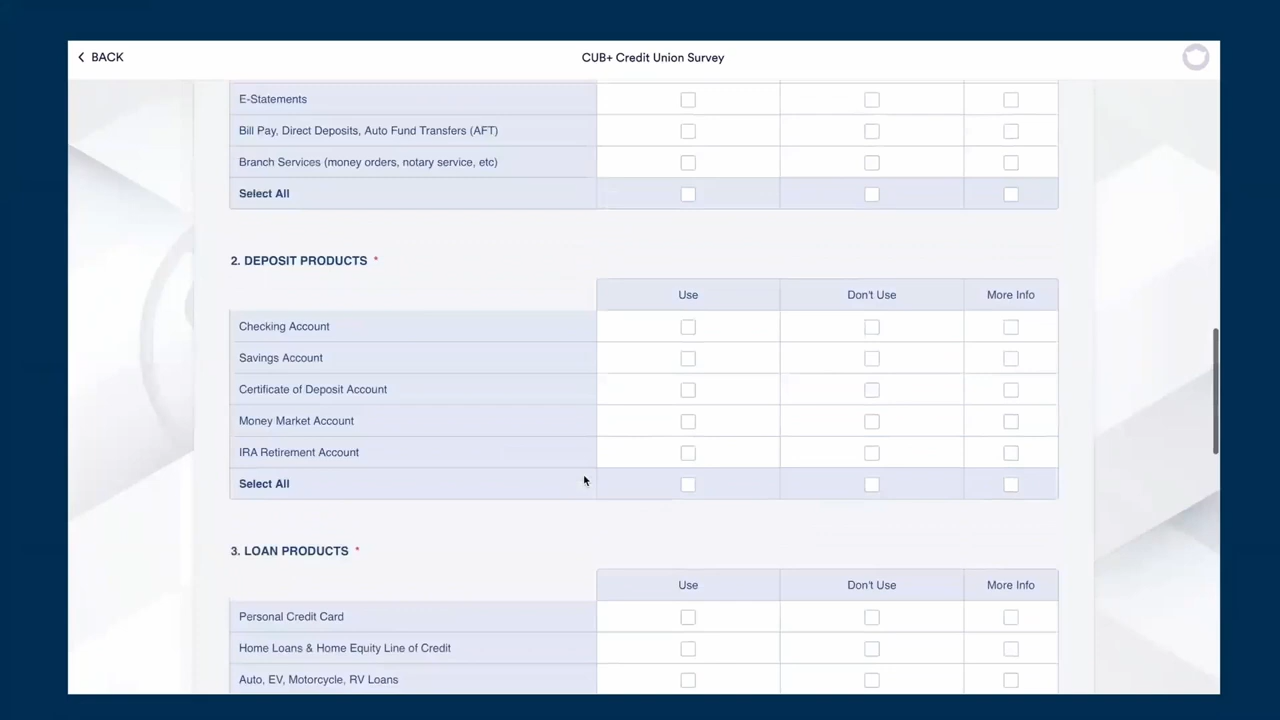 BACK
CUB+ Credit Union Survey
E-Statements
Bill Pay, Direct Deposits, Auto Fund Transfers (AFT)
Branch Services (money orders, notary service, etc)
Select All
2. DEPOSIT PRODUCTS *
Use Don't Use More Info
Checking Account
Savings Account
Certificate of Deposit Account
Money Market Account
IRA Retirement Account
Select All
3. LOAN PRODUCTS *
Use Don't Use More Info
Personal Credit Card
Home Loans & Home Equity Line of Credit
Auto, EV, Motorcycle, RV Loans